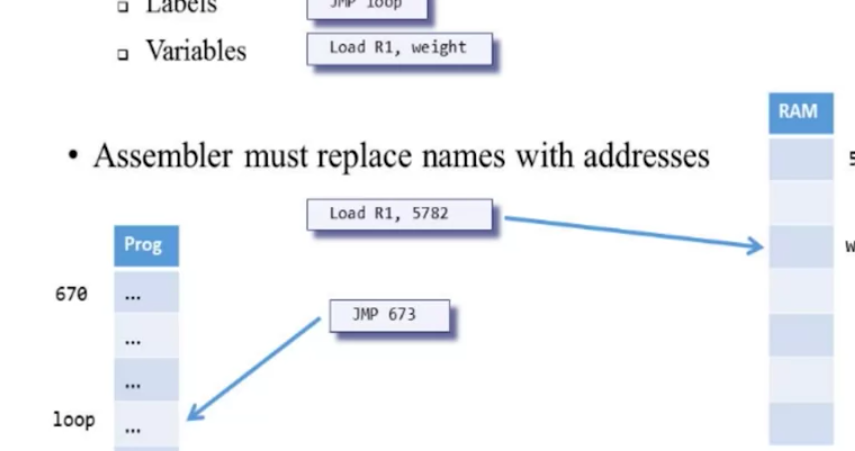 Labels
JMP loop
Variables
Load R1, weight
RAM
Assembler must replace names with addresses
5
Load R1, 5782
Prog
w
670
...
JMP 673
...
...
loop
...